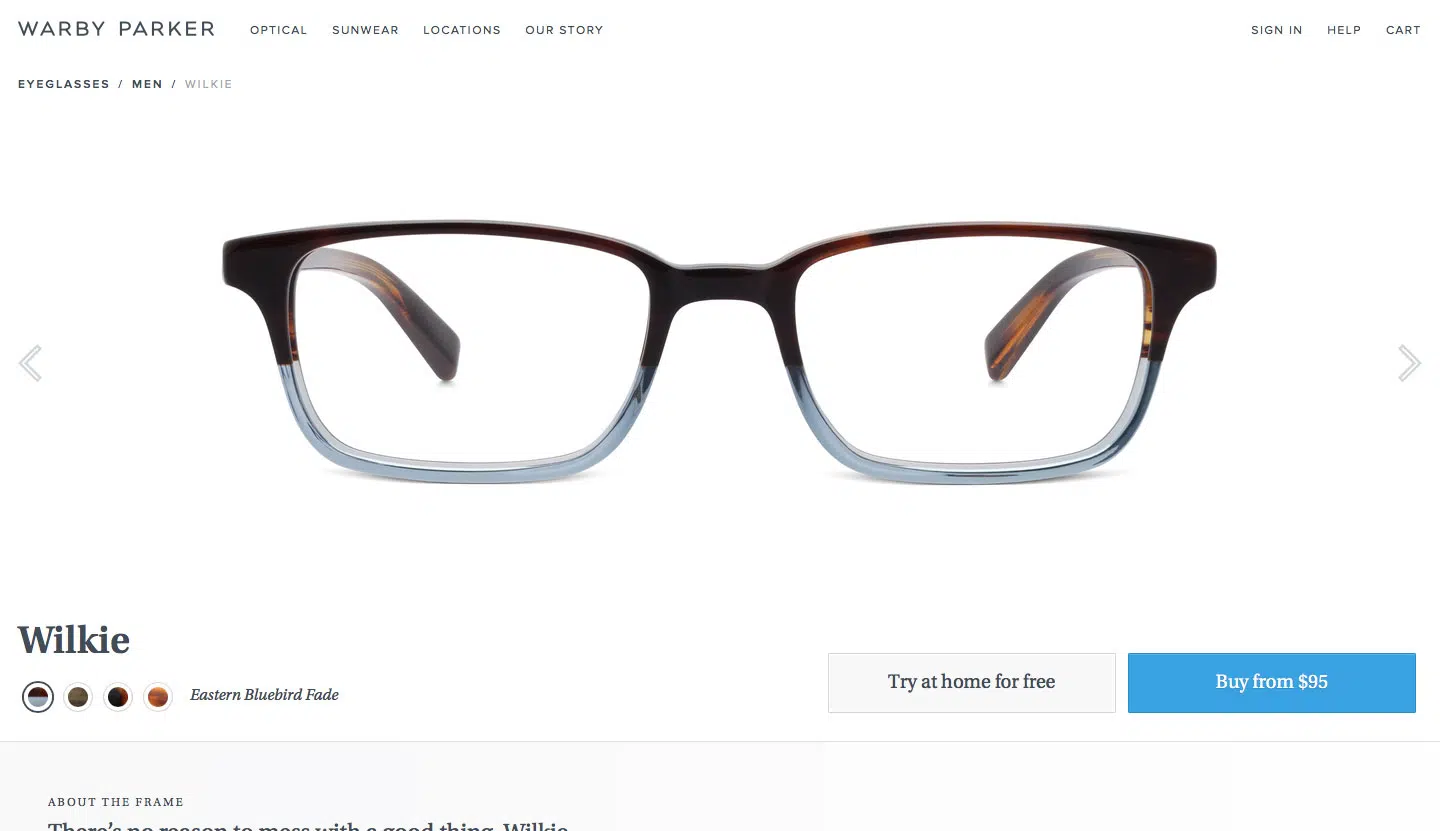 WARBY PARKER OPTICAL SUNWEAR LOCATIONS OUR STORY SIGN IN HELP CART
EYEGLASSES / MEN / WILKIE
Wilkie
Eastern Bluebird Fade
Try at home for free
Buy from $95
ABOUT THE FRAME
There's no reason to mess with a good thing. Wilkie